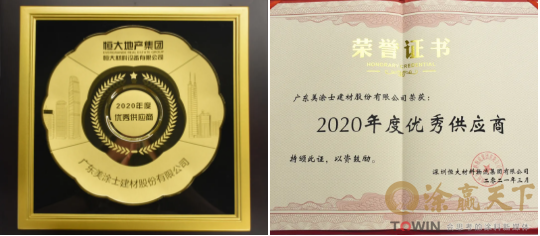 恒大地产集团
恒大材料设备有限公司
2020年度
优秀供应商
广东美涂士建材股份有限公司
荣誉证书
广东美涂士建材股份有限公司荣获:
2020年度优秀供应商
特颁此证,以资鼓励。
深圳恒大材料物流集团有限公司
二〇二一年三月
涂赢天下
TOWIN